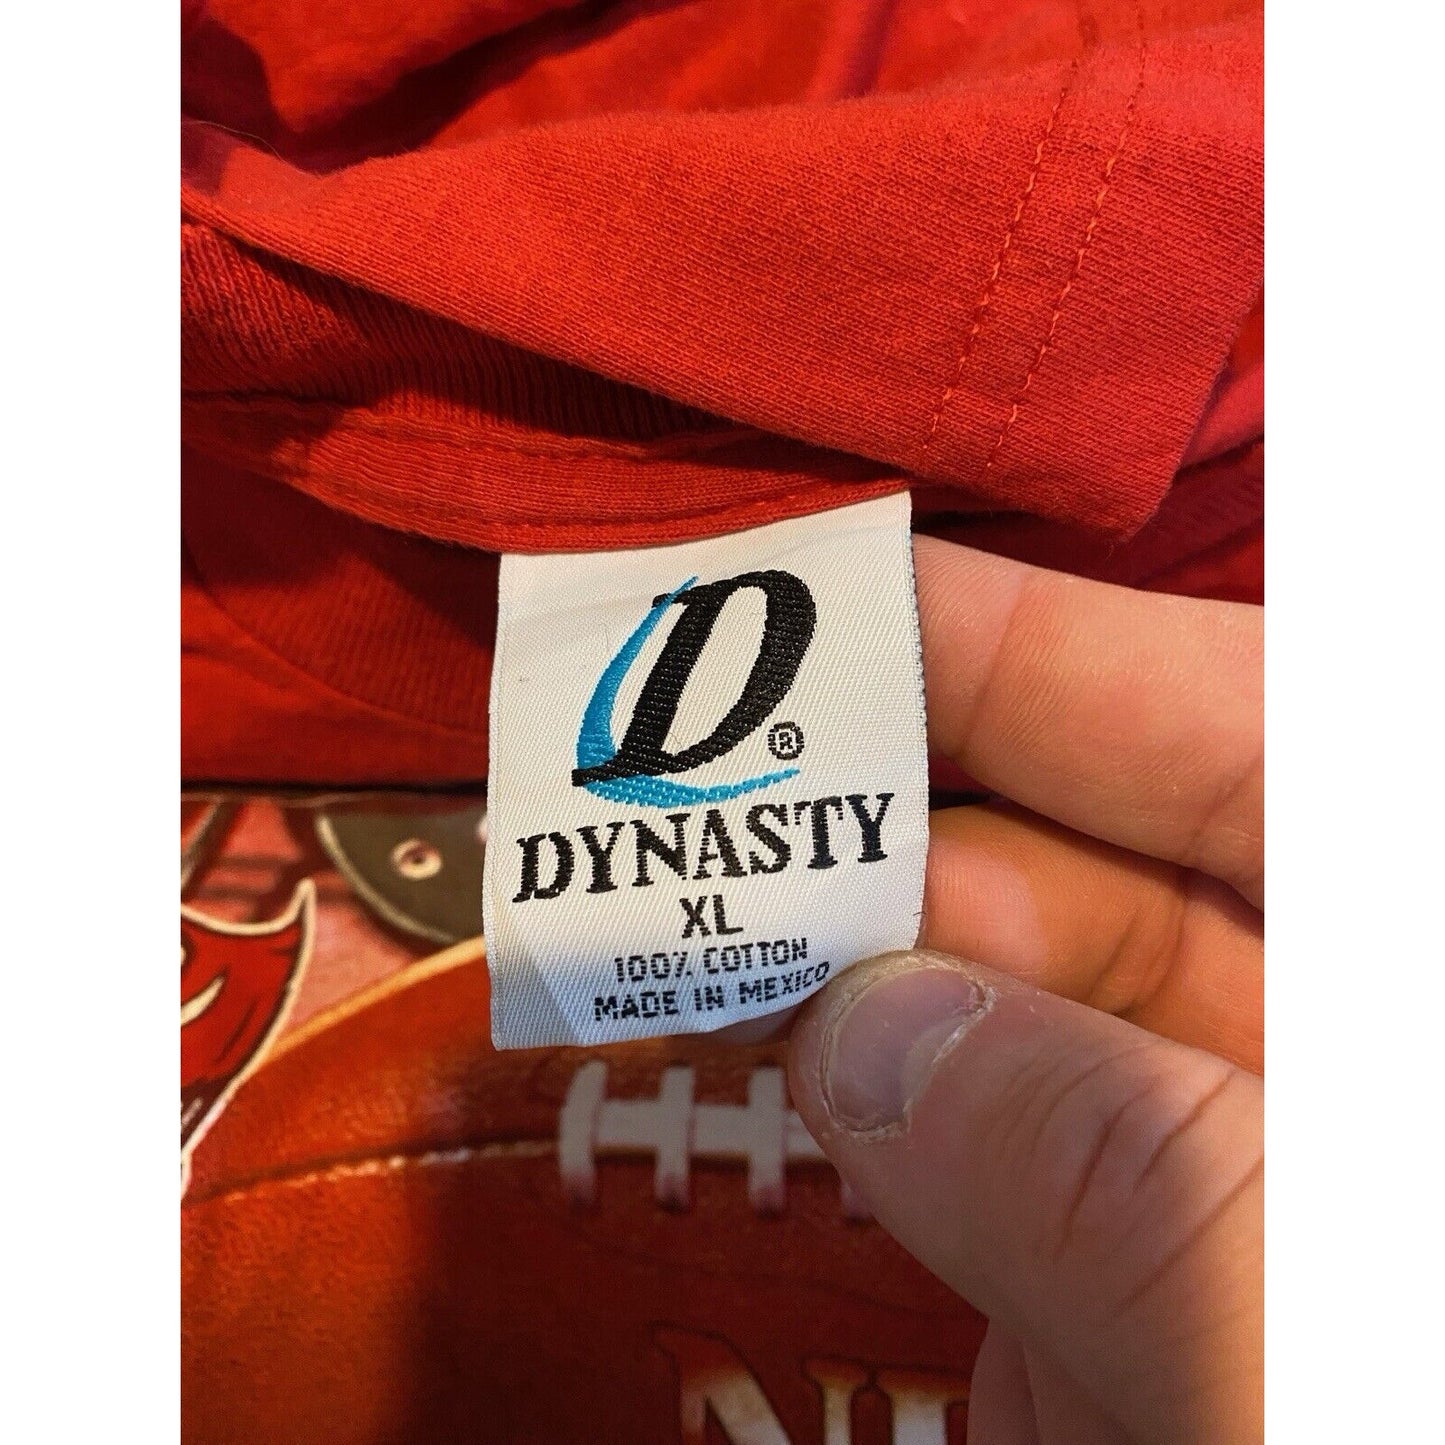 D®
DYNASTY
XL
100% COTTON
MADE IN MEXICO